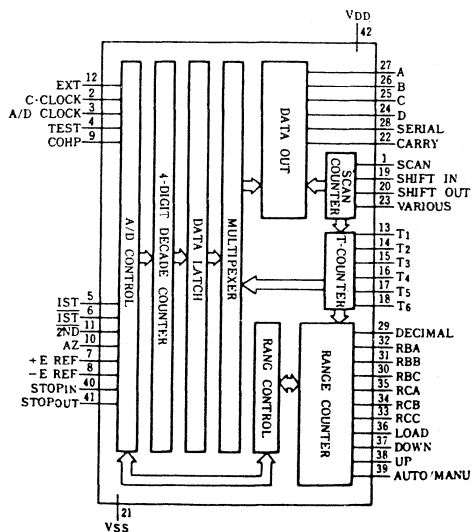 VDD
42
EXT 12
C·CLOCK 2
A/D CLOCK 3
TEST 4
COHP 9
27 A
26 B
25 C
24 D
28 SERIAL
22 CARRY
1 SCAN
19 SHIFT IN
20 SHIFT OUT
23 VARIOUS
13 T1
14 T2
15 T3
16 T4
17 T5
18 T6
A/D CONTROL
4-DIGIT DECADE COUNTER
DATA LATCH
MULTIPEXER
DATA OUT
SCAN COUNTER
T-COUNTER
RANG CONTROL
RANGE COUNTER
IST 5
IST 6
2ND 11
AZ 10
+E REF 7
−E REF 8
STOPIN 40
STOPOUT 41
29 DECIMAL
32 RBA
31 RBB
30 RBC
35 RCA
34 RCB
33 RCC
36 LOAD
37 DOWN
38 UP
39 AUTO/MANU
21
VSS